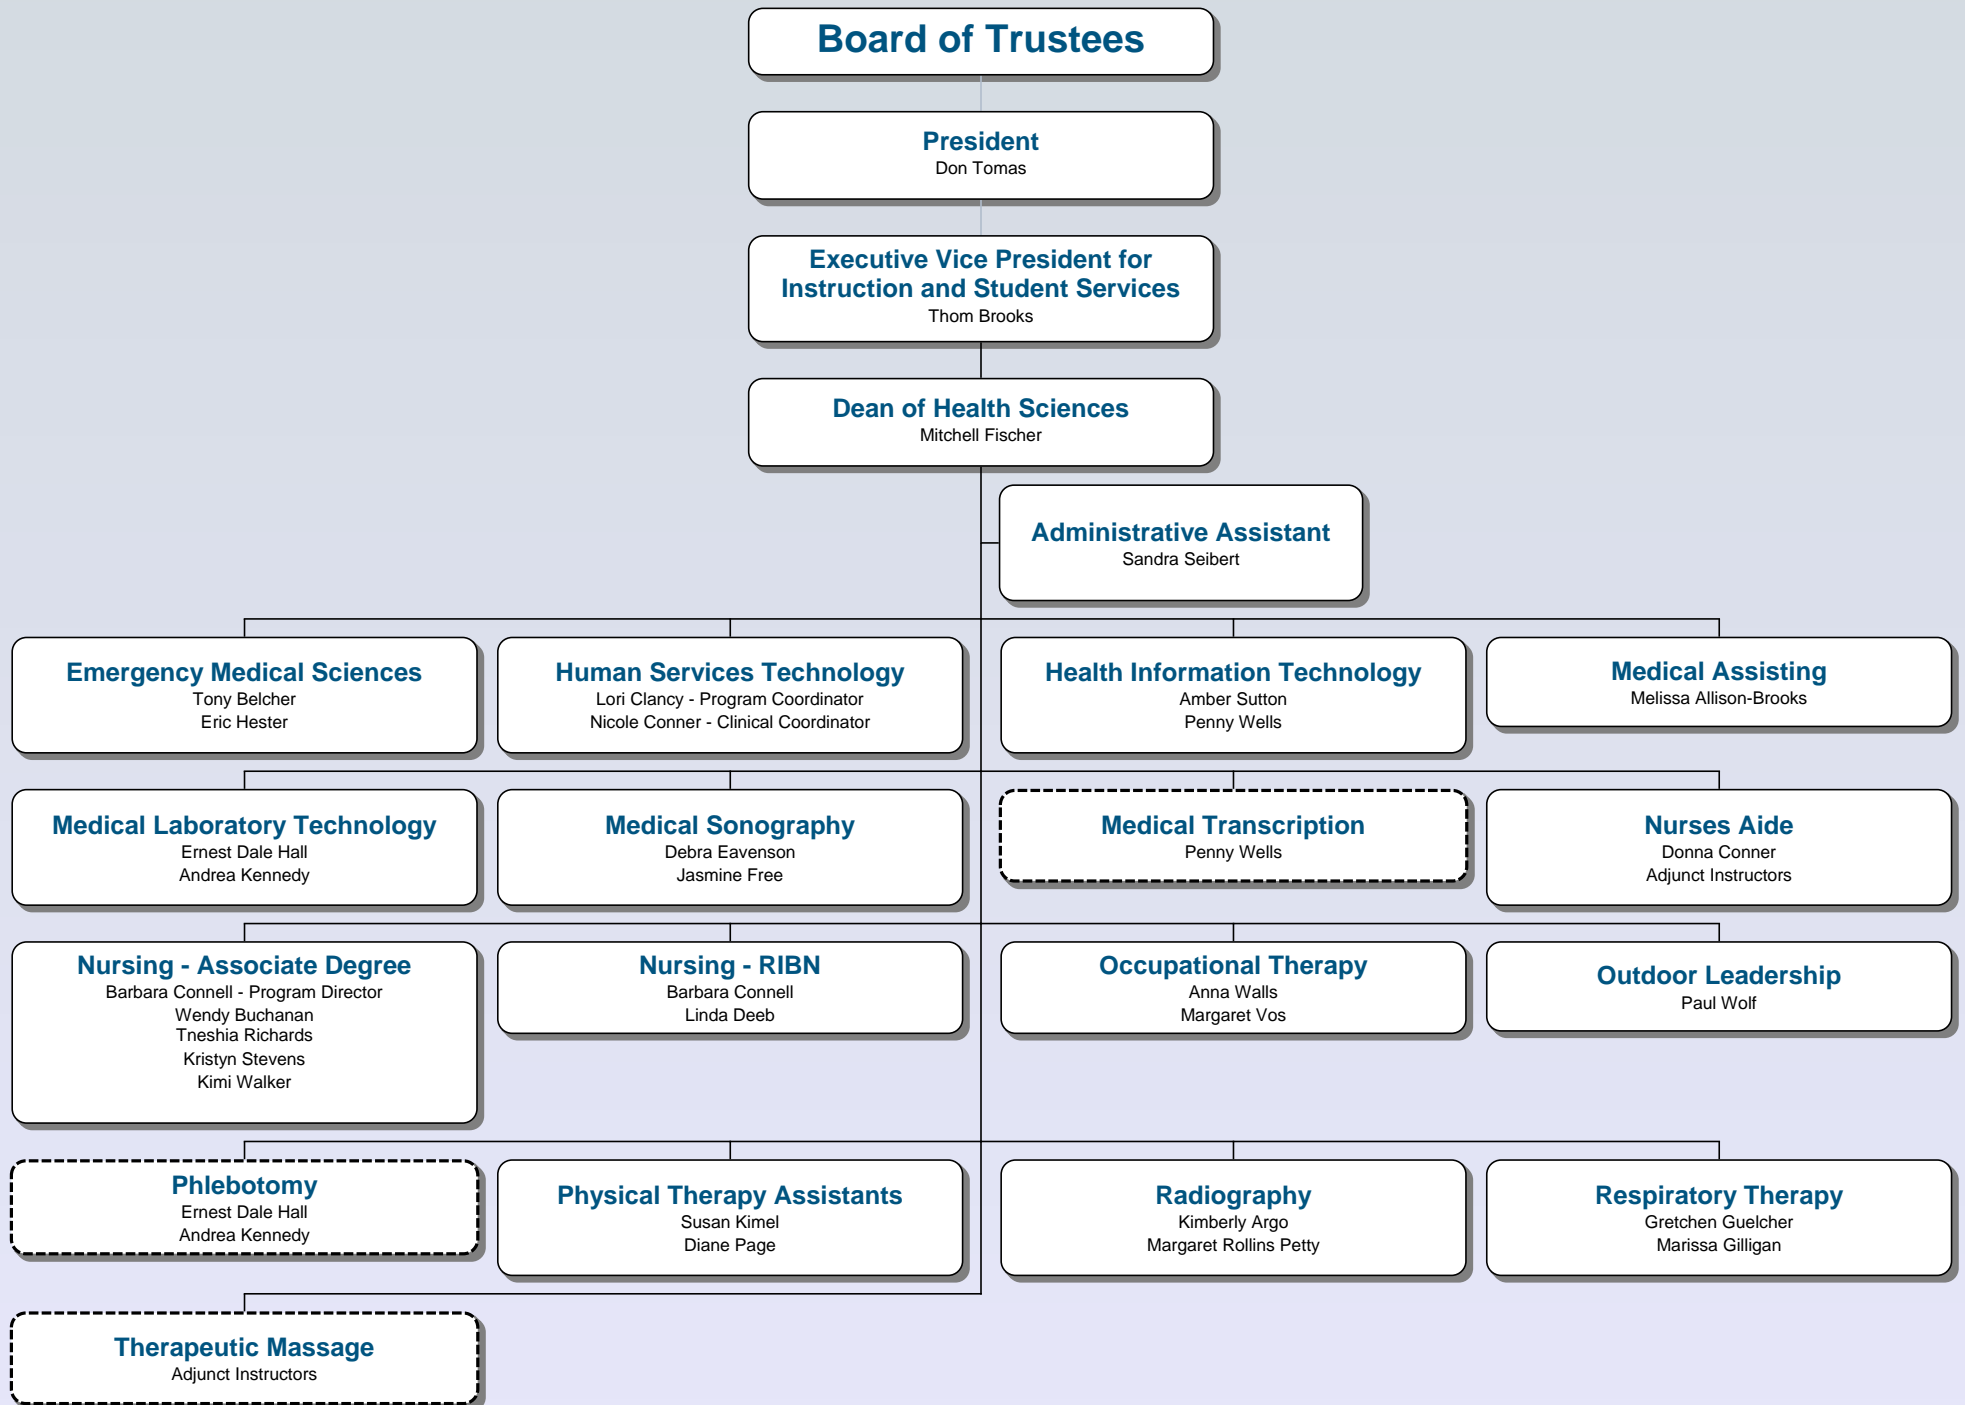 Board of Trustees
President
Don Tomas
Executive Vice President for
Instruction and Student Services
Thom Brooks
Dean of Health Sciences
Mitchell Fischer
Administrative Assistant
Sandra Seibert
Emergency Medical Sciences
Tony Belcher
Eric Hester
Human Services Technology
Lori Clancy - Program Coordinator
Nicole Conner - Clinical Coordinator
Health Information Technology
Amber Sutton
Penny Wells
Medical Assisting
Melissa Allison-Brooks
Medical Laboratory Technology
Ernest Dale Hall
Andrea Kennedy
Medical Sonography
Debra Eavenson
Jasmine Free
Medical Transcription
Penny Wells
Nurses Aide
Donna Conner
Adjunct Instructors
Nursing - Associate Degree
Barbara Connell - Program Director
Wendy Buchanan
Tneshia Richards
Kristyn Stevens
Kimi Walker
Nursing - RIBN
Barbara Connell
Linda Deeb
Occupational Therapy
Anna Walls
Margaret Vos
Outdoor Leadership
Paul Wolf
Phlebotomy
Ernest Dale Hall
Andrea Kennedy
Physical Therapy Assistants
Susan Kimel
Diane Page
Radiography
Kimberly Argo
Margaret Rollins Petty
Respiratory Therapy
Gretchen Guelcher
Marissa Gilligan
Therapeutic Massage
Adjunct Instructors